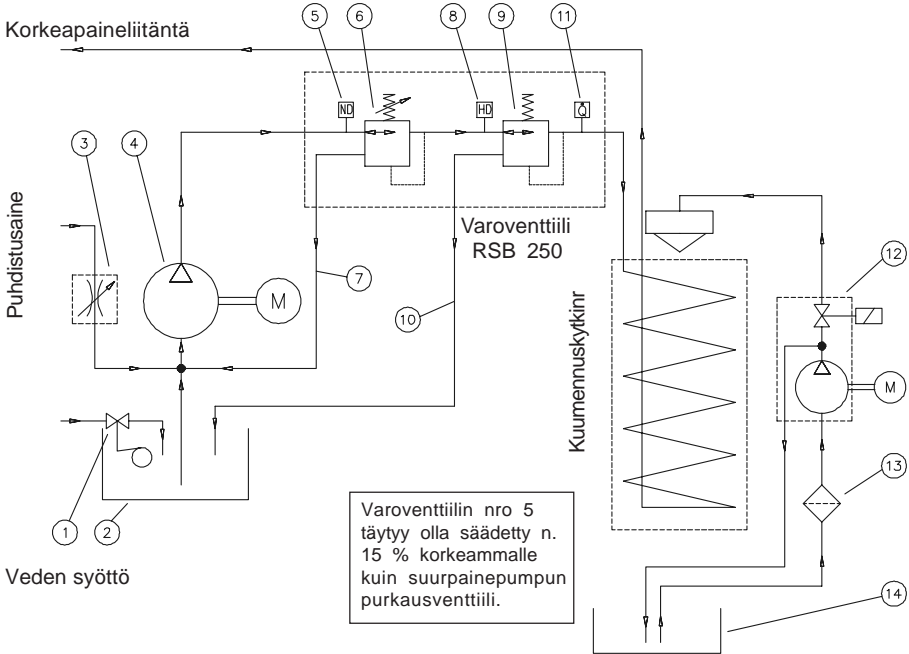 Korkeapaineliitäntä
5
6
8
9
11
ND
HD
Q
3
4
Puhdistusaine
Varoventtiili
RSB 250
7
10
12
M
Kuumennuskytkinr
M
1
2
13
Varoventtiilin nro 5
täytyy olla säädetty n.
15 % korkeammalle
kuin suurpainepumpun
purkausventtiili.
Veden syöttö
14